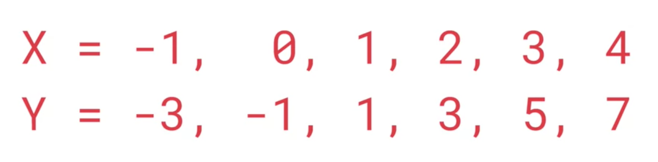 X = -1, 0, 1, 2, 3, 4
Y = -3, -1, 1, 3, 5, 7